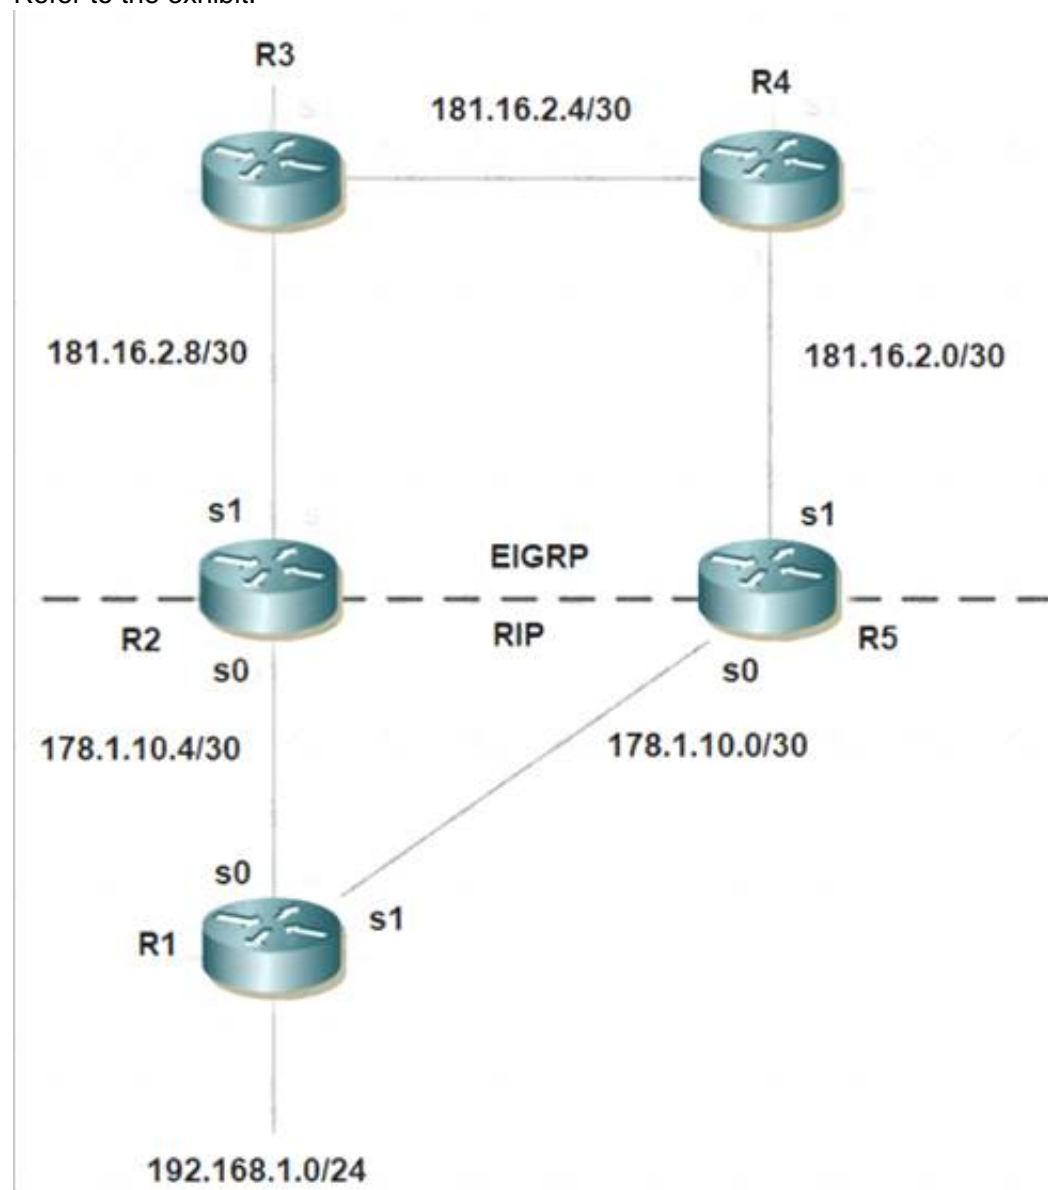 Refer to the exhibit.
R3
R4
181.16.2.4/30
181.16.2.8/30
181.16.2.0/30
s1
s1
EIGRP
R2
RIP
R5
s0
s0
178.1.10.4/30
178.1.10.0/30
s0
s1
R1
192.168.1.0/24